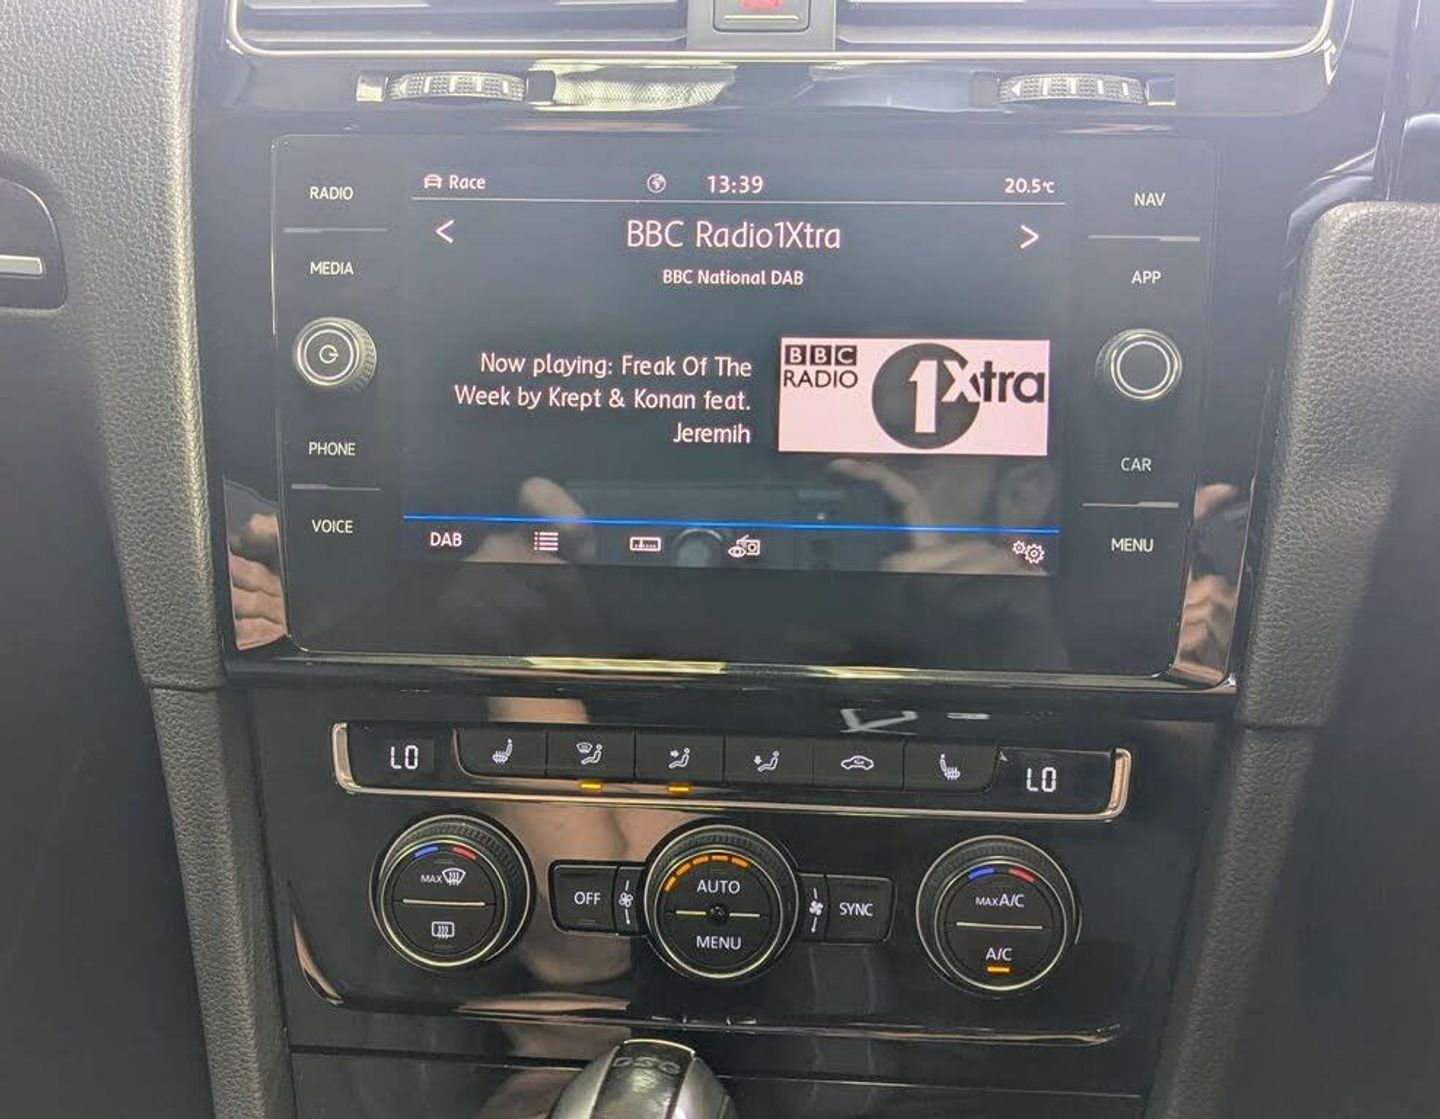 RADIO
MEDIA
PHONE
VOICE
Race
13:39
20.5°C
< BBC Radio1Xtra >
BBC National DAB
Now playing: Freak Of The
Week by Krept & Konan feat.
Jeremih
BBC
RADIO
1Xtra
DAB
NAV
APP
CAR
MENU
LO
LO
MAX
OFF
AUTO
MENU
SYNC
MAX A/C
A/C